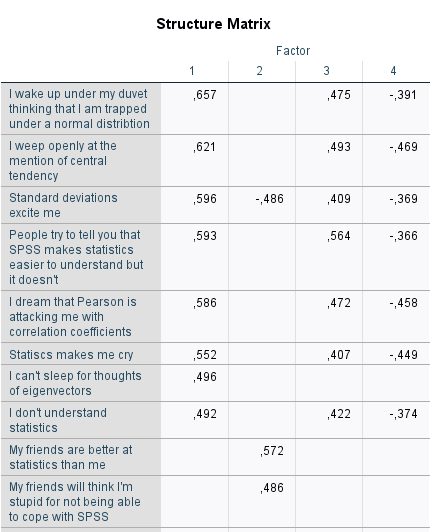 Structure Matrix
Factor
1 2 3 4
I wake up under my duvet ,657 ,475 -,391
thinking that I am trapped
under a normal distribtion
I weep openly at the ,621 ,493 -,469
mention of central
tendency
Standard deviations ,596 -,486 ,409 -,369
excite me
People try to tell you that ,593 ,564 -,366
SPSS makes statistics
easier to understand but
it doesn't
I dream that Pearson is ,586 ,472 -,458
attacking me with
correlation coefficients
Statiscs makes me cry ,552 ,407 -,449
I can't sleep for thoughts ,496
of eigenvectors
I don't understand ,492 ,422 -,374
statistics
My friends are better at ,572
statistics than me
My friends will think I'm ,486
stupid for not being able
to cope with SPSS